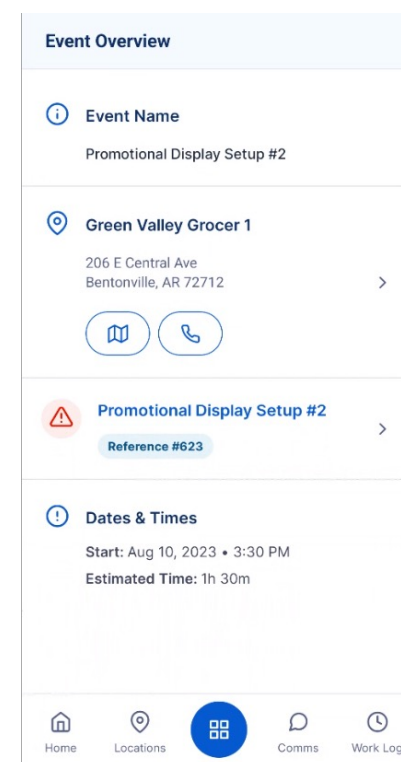 Event Overview
Event Name
Promotional Display Setup #2
Green Valley Grocer 1
206 E Central Ave
Bentonville, AR 72712
Promotional Display Setup #2
Reference #623
Dates & Times
Start: Aug 10, 2023 • 3:30 PM
Estimated Time: 1h 30m
Home
Locations
Comms
Work Log